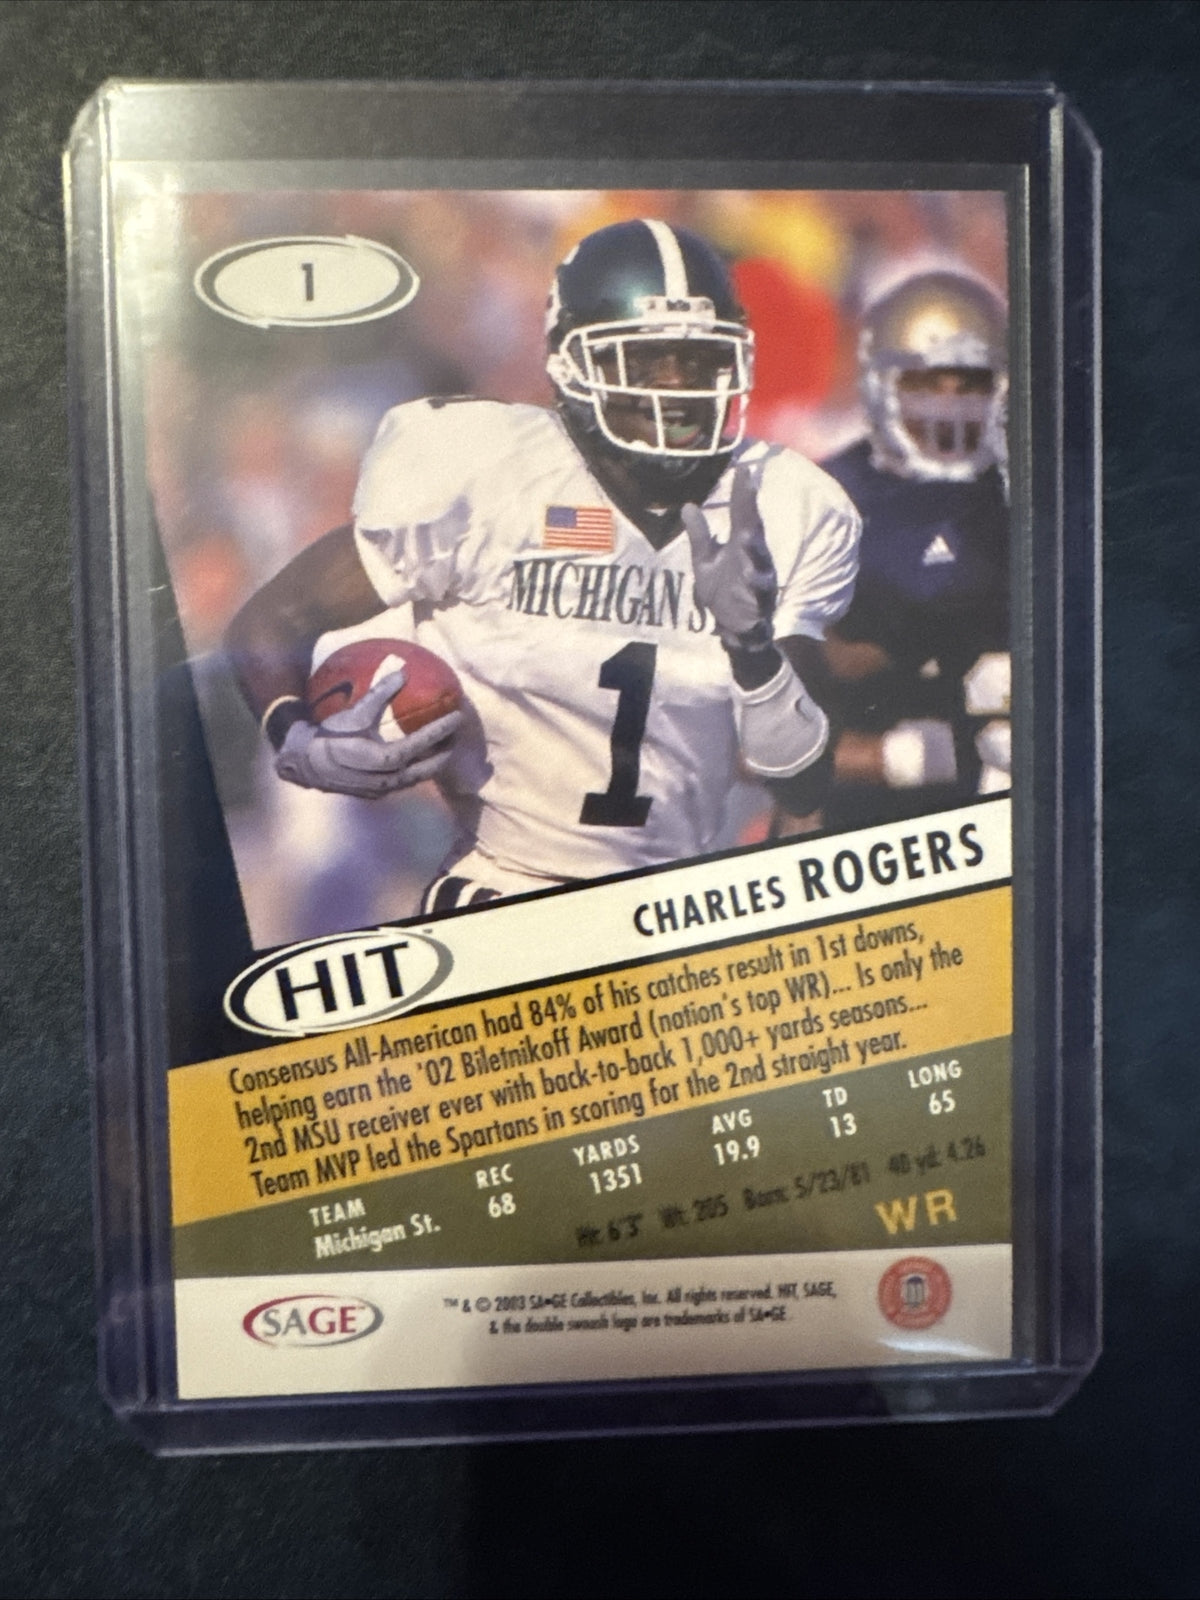 1
MICHIGAN S
1
CHARLES ROGERS
HIT
Consensus All-American had 84% of his catches result in 1st downs,
helping earn the '02 Biletnikoff Award (nation's top WR)... Is only the
2nd MSU receiver ever with back-to-back 1,000+ yards seasons...
Team MVP led the Spartans in scoring for the 2nd straight year.
TEAM REC YARDS AVG TD LONG
Michigan St. 68 1351 19.9 13 65
Ht: 6'3" Wt: 205 Born: 5/23/81 40 yd: 4.26
WR
SAGE™
™ & © 2003 SA•GE Collectibles, Inc. All rights reserved. HIT, SAGE,
& the double swoosh logo are trademarks of SA•GE.